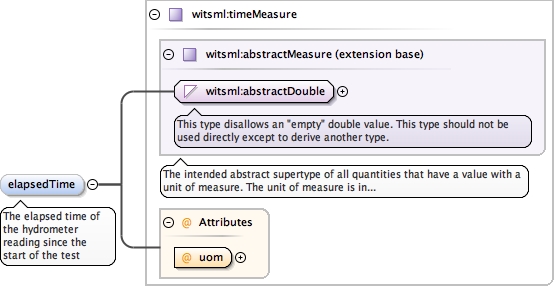 witsml:timeMeasure
witsml:abstractMeasure (extension base)
witsml:abstractDouble
This type disallows an "empty" double value. This type should not be
used directly except to derive another type.
The intended abstract supertype of all quantities that have a value with a
unit of measure. The unit of measure is in...
elapsedTime
The elapsed time of
the hydrometer
reading since the
start of the test
@ Attributes
@ uom